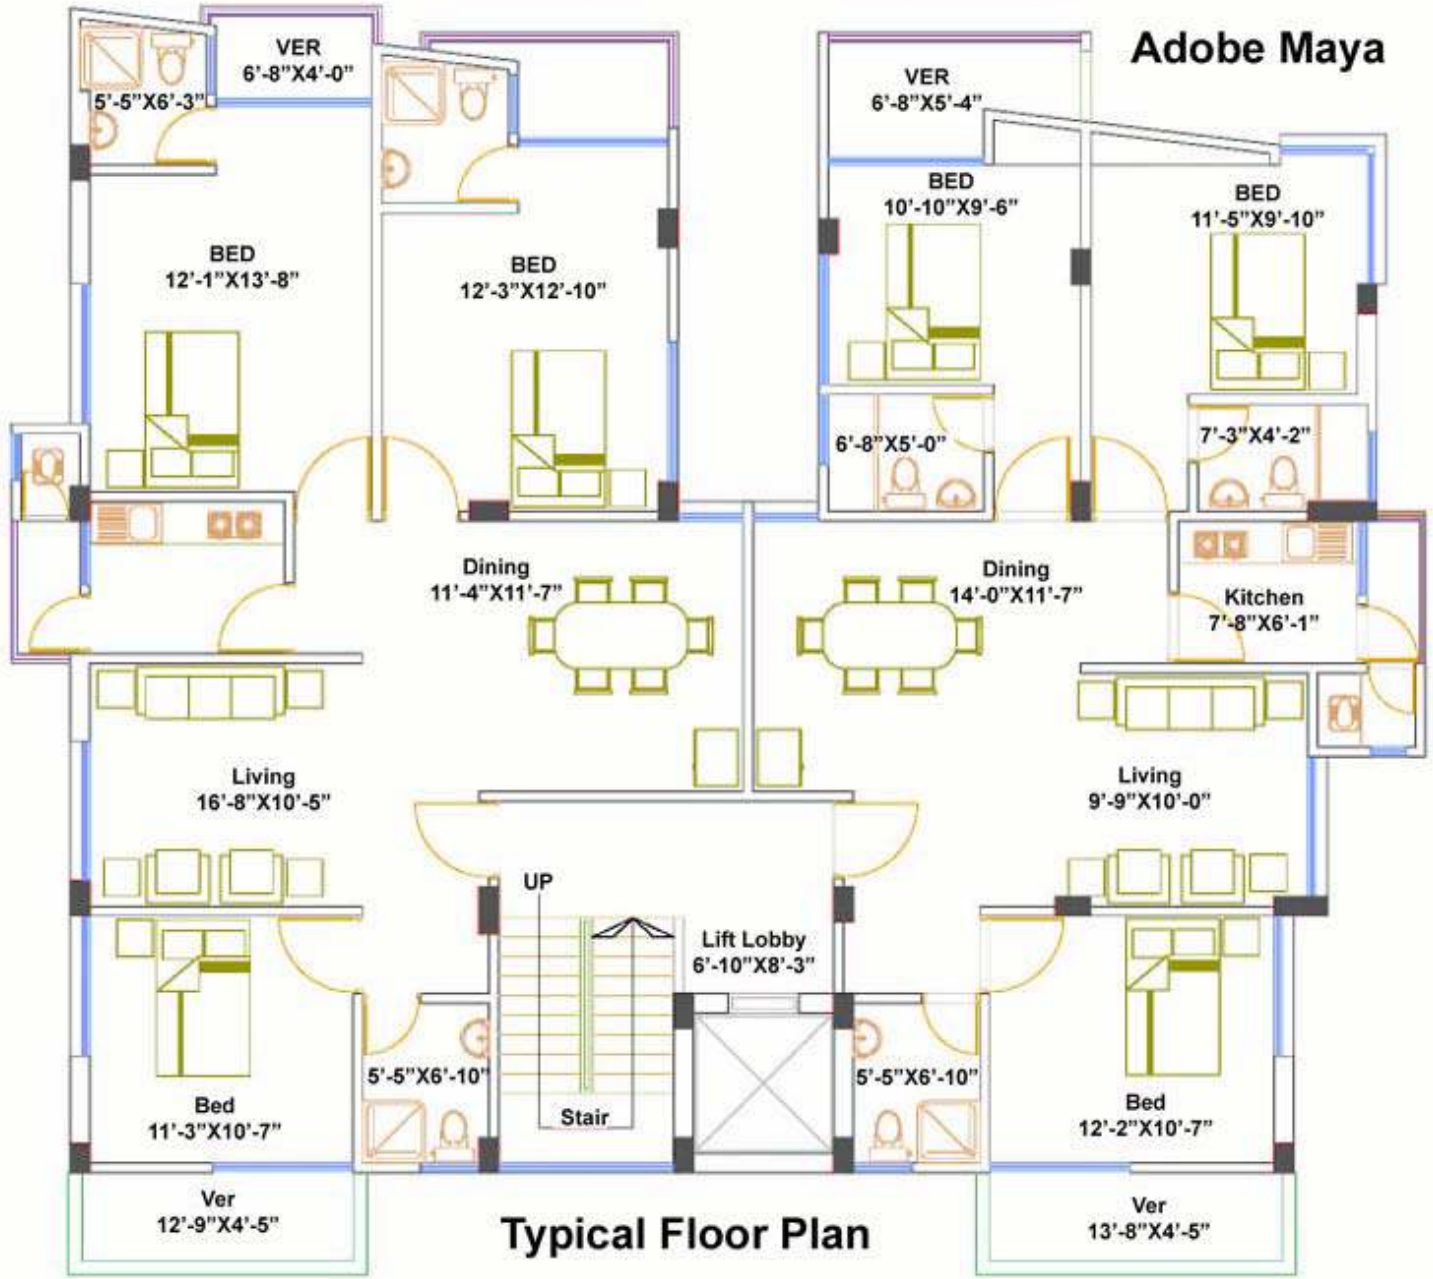 Adobe Maya
VER
6'-8"X4'-0"
5'-5"X6'-3"
VER
6'-8"X5'-4"
BED
10'-10"X9'-6"
BED
11'-5"X9'-10"
BED
12'-1"X13'-8"
BED
12'-3"X12'-10"
6'-8"X5'-0"
7'-3"X4'-2"
Dining
11'-4"X11'-7"
Dining
14'-0"X11'-7"
Kitchen
7'-8"X6'-1"
Living
16'-8"X10'-5"
Living
9'-9"X10'-0"
UP
Lift Lobby
6'-10"X8'-3"
5'-5"X6'-10"
5'-5"X6'-10"
Bed
11'-3"X10'-7"
Stair
Bed
12'-2"X10'-7"
Ver
12'-9"X4'-5"
Typical Floor Plan
Ver
13'-8"X4'-5"